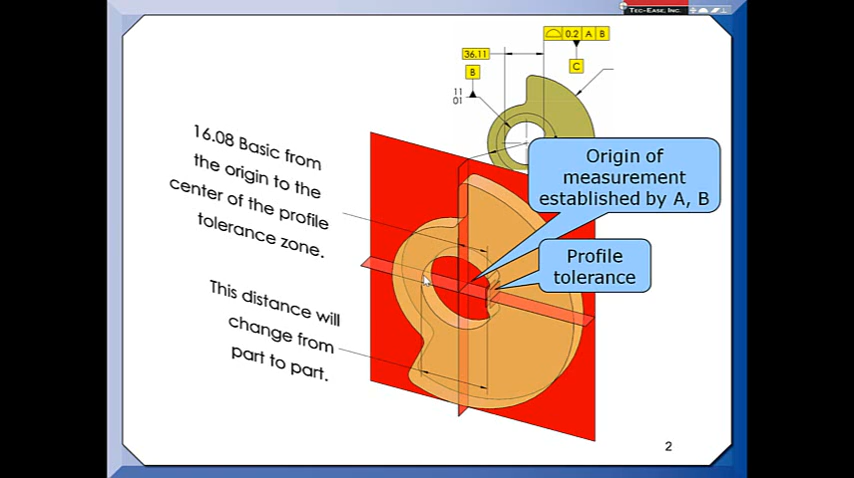 TEC-EASE, INC.
0.2 A B
36.11
B
C
11
01
16.08 Basic from
the origin to the
center of the profile
tolerance zone.
Origin of
measurement
established by A, B
Profile
tolerance
This distance will
change from
part to part.
2